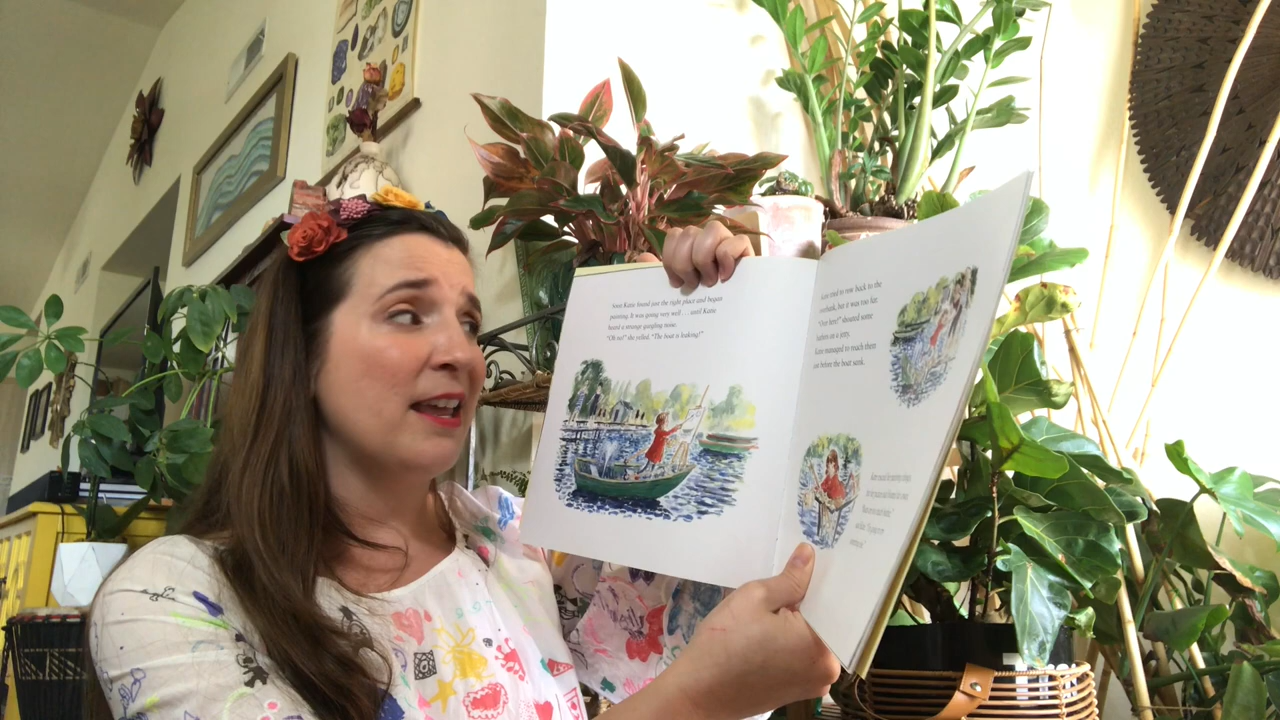 Soon Katie found just the right place and began
painting. It was going very well . . . until Katie
heard a strange gurgling noise.
"Oh no!" she yelled. "The boat is leaking!"
Katie tried to row back to the
riverbank, but it was too far.
"Over here!" shouted some
bathers on a jetty.
Katie managed to reach them
just before the boat sank.